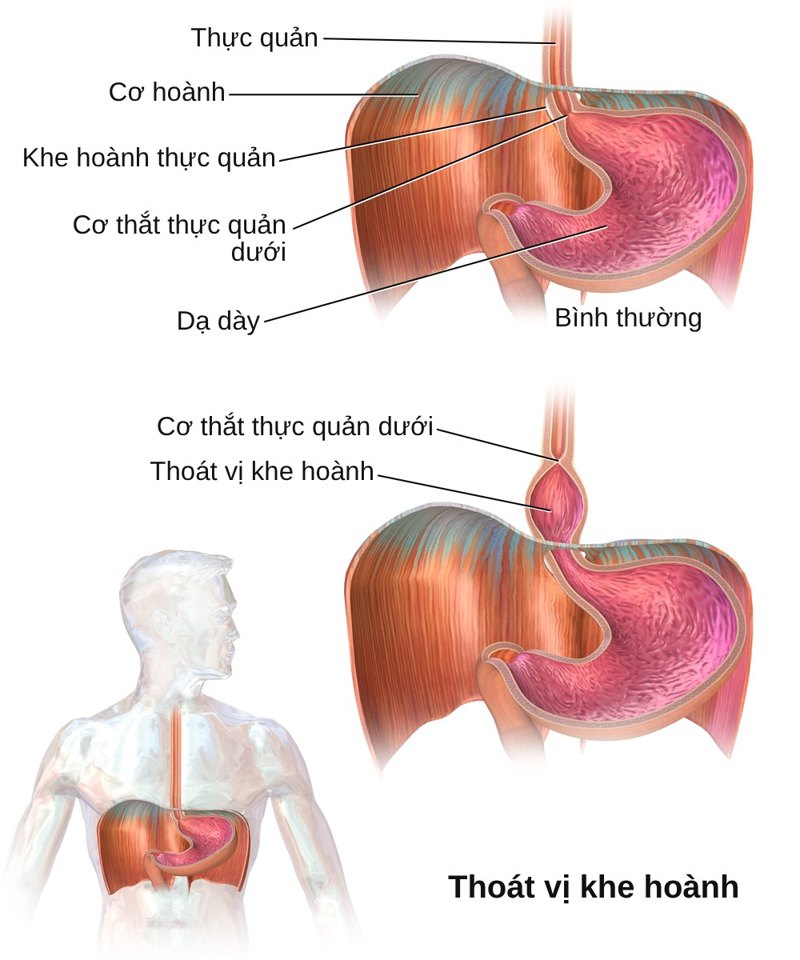 Thực quản
Cơ hoành
Khe hoành thực quản
Cơ thắt thực quản
dưới
Dạ dày
Bình thường
Cơ thắt thực quản dưới
Thoát vị khe hoành
Thoát vị khe hoành